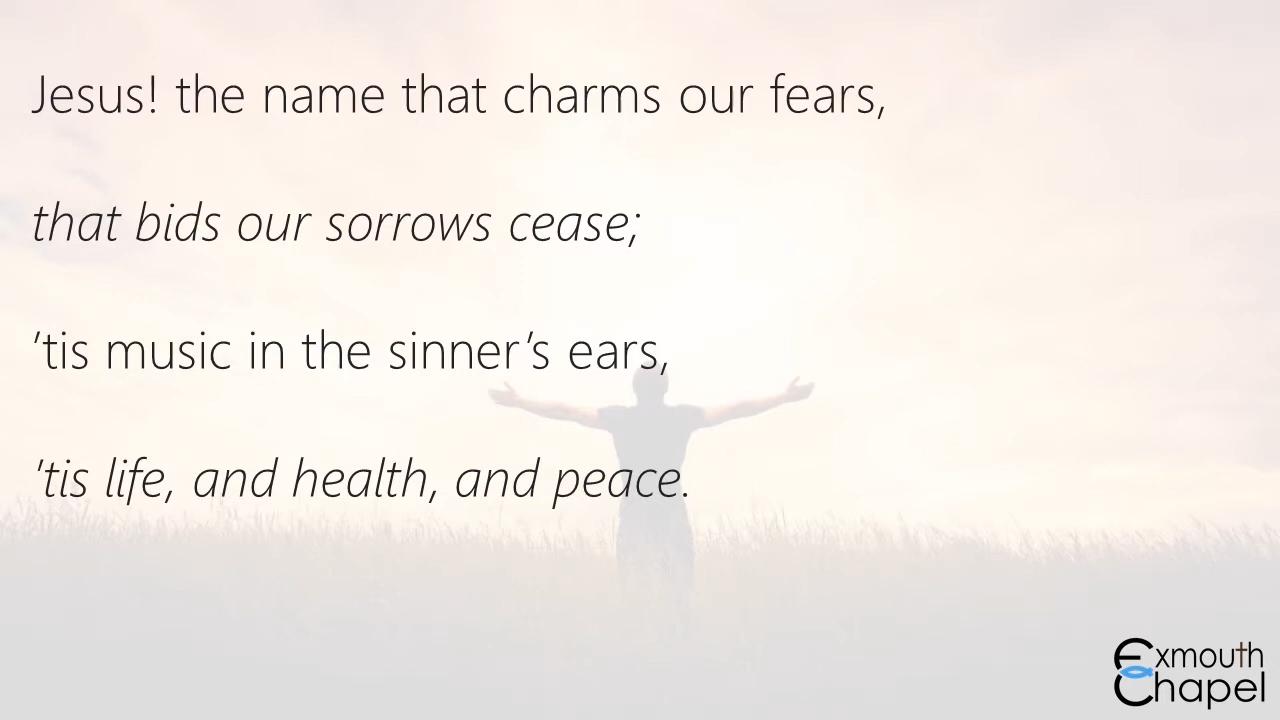 Jesus! the name that charms our fears,
that bids our sorrows cease;
’tis music in the sinner’s ears,
’tis life, and health, and peace.
Exmouth
Chapel